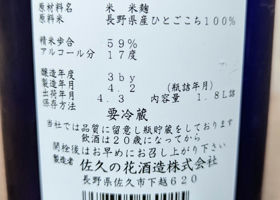 原材料名 米 米麹
原料米 長野県産ひとごこち100%
精米歩合 59%
アルコール分 17度
醸造年度 3by
製造年月 4.2 (瓶詰年月)
出荷年月 4.3 内容量 1.8L詰
保存方法
要冷蔵
当社では品質に留意し瓶貯蔵をしております
飲酒は20歳になってから
開栓後はお早めにお召し上がり下さい
製造者 佐久の花酒造株式会社
長野県佐久市下越620